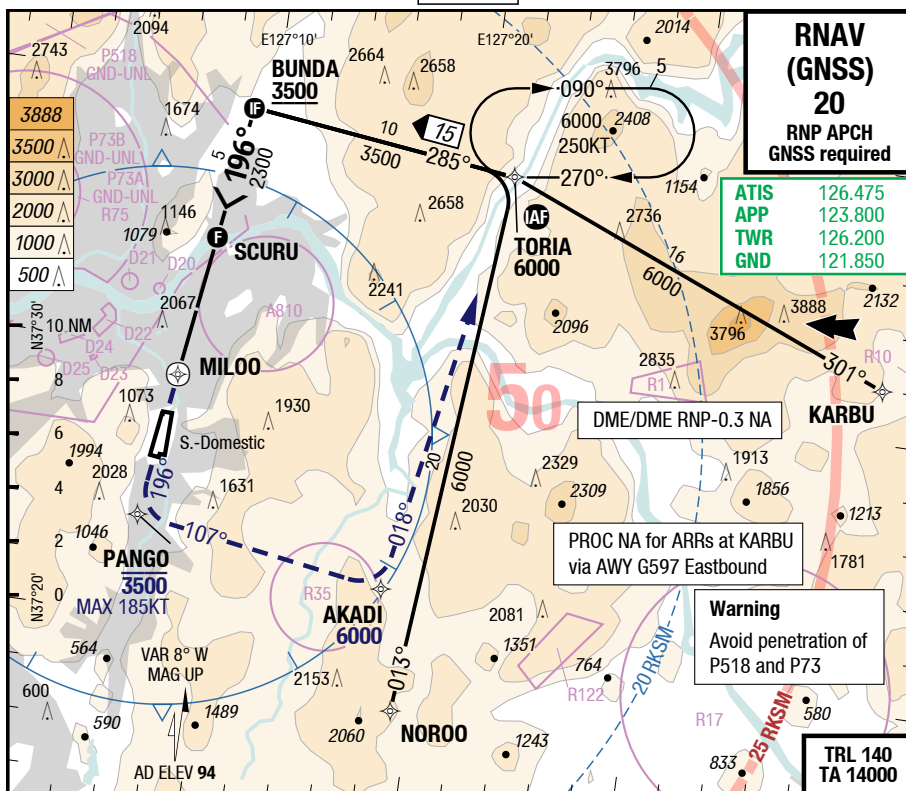 RNAV
(GNSS)
20
RNP APCH
GNSS required
ATIS 126.475
APP 123.800
TWR 126.200
GND 121.850
2743
2094
P518
GND-UNL
E127°10'
E127°20'
2664
2658
3796
5
2014
BUNDA
3500
IF
1674
P73B
GND-UNL
P73A
GND-UNL
R75
3888
3500
3000
2000
1000
500
196°
5
2300
10
3500
15
285°
090°
6000
250KT
2408
270°
1154
IAF
TORIA
6000
2658
2736
1146
1079
F
SCURU
D21
D20
2067
2241
A810
16
6000
3888
3796
2132
2096
N37°30'
10 NM
D22
D24
D25
D23
MILOO
2835
R1
R10
301°
KARBU
8
6
4
2
0
50
DME/DME RNP-0.3 NA
1073
1930
S.-Domestic
1994
2028
196°
1631
20
6000
018°
2329
2309
2030
1913
1856
1213
1781
1046
PANGO
3500
MAX 185KT
107°
PROC NA for ARRs at KARBU
via AWY G597 Eastbound
N37°20'
R35
AKADI
6000
2081
Warning
Avoid penetration of
P518 and P73
564
VAR 8° W
MAG UP
2153
013°
1351
764
R122
20 RKSM
R17
580
25 RKSM
600
590
1489
2060
NOROO
1243
833
AD ELEV 94
TRL 140
TA 14000